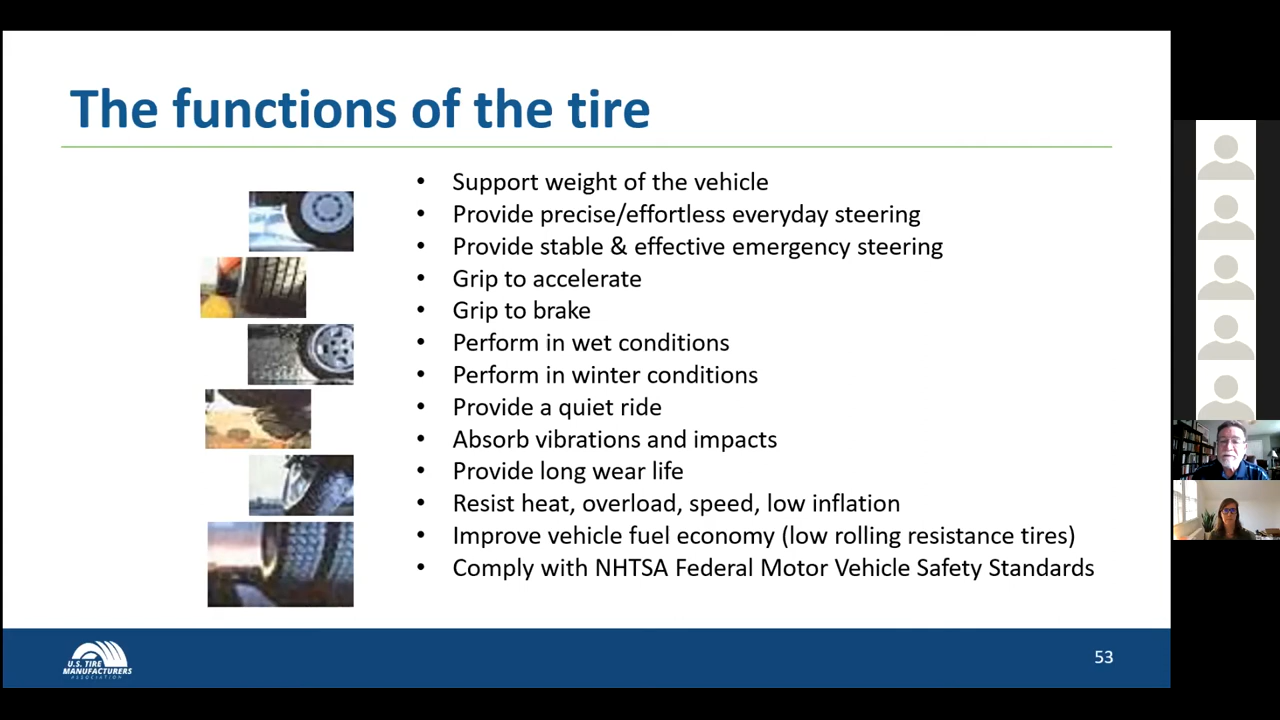 The functions of the tire
• Support weight of the vehicle
• Provide precise/effortless everyday steering
• Provide stable & effective emergency steering
• Grip to accelerate
• Grip to brake
• Perform in wet conditions
• Perform in winter conditions
• Provide a quiet ride
• Absorb vibrations and impacts
• Provide long wear life
• Resist heat, overload, speed, low inflation
• Improve vehicle fuel economy (low rolling resistance tires)
• Comply with NHTSA Federal Motor Vehicle Safety Standards
U.S. TIRE
MANUFACTURERS
ASSOCIATION
53